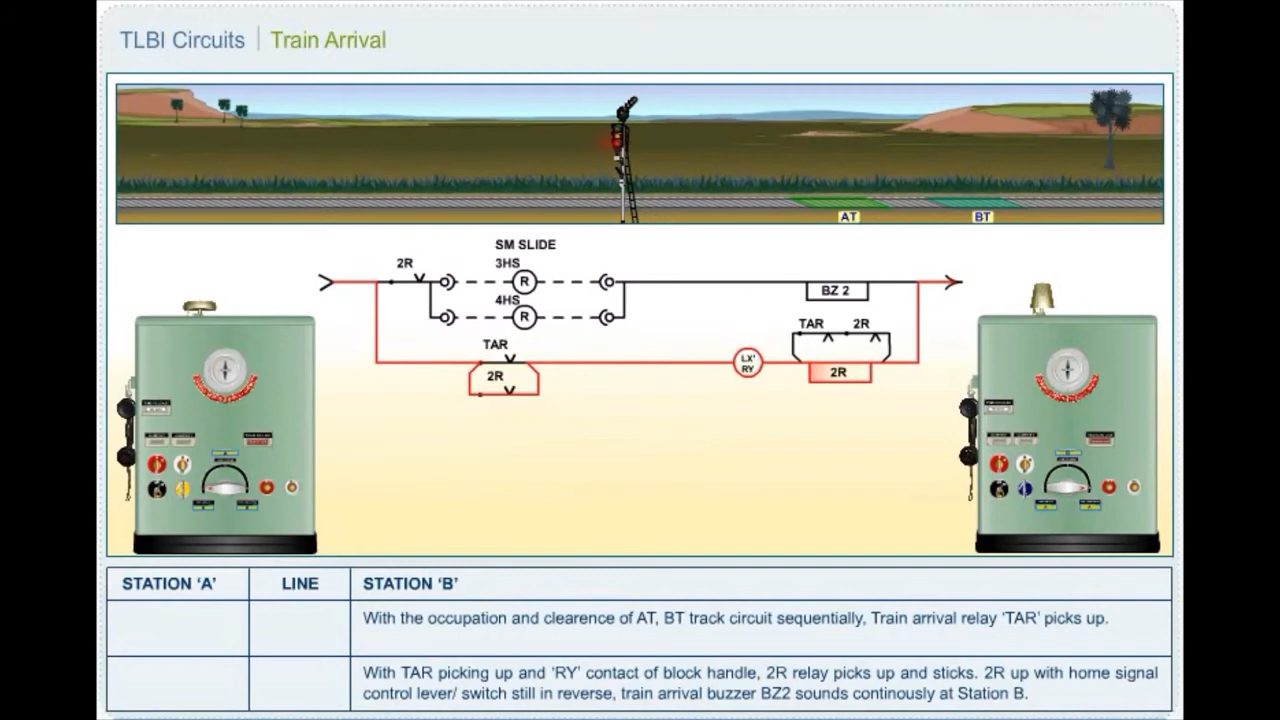 TLBI Circuits | Train Arrival
AT BT
SM SLIDE
2R 3HS
R
BZ 2
4HS
R
TAR 2R
TAR
LX'
RY
2R
2R
STATION ‘A’ LINE STATION ‘B’
With the occupation and clearence of AT, BT track circuit sequentially, Train arrival relay ‘TAR’ picks up.
With TAR picking up and ‘RY’ contact of block handle, 2R relay picks up and sticks. 2R up with home signal
control lever/ switch still in reverse, train arrival buzzer BZ2 sounds continously at Station B.